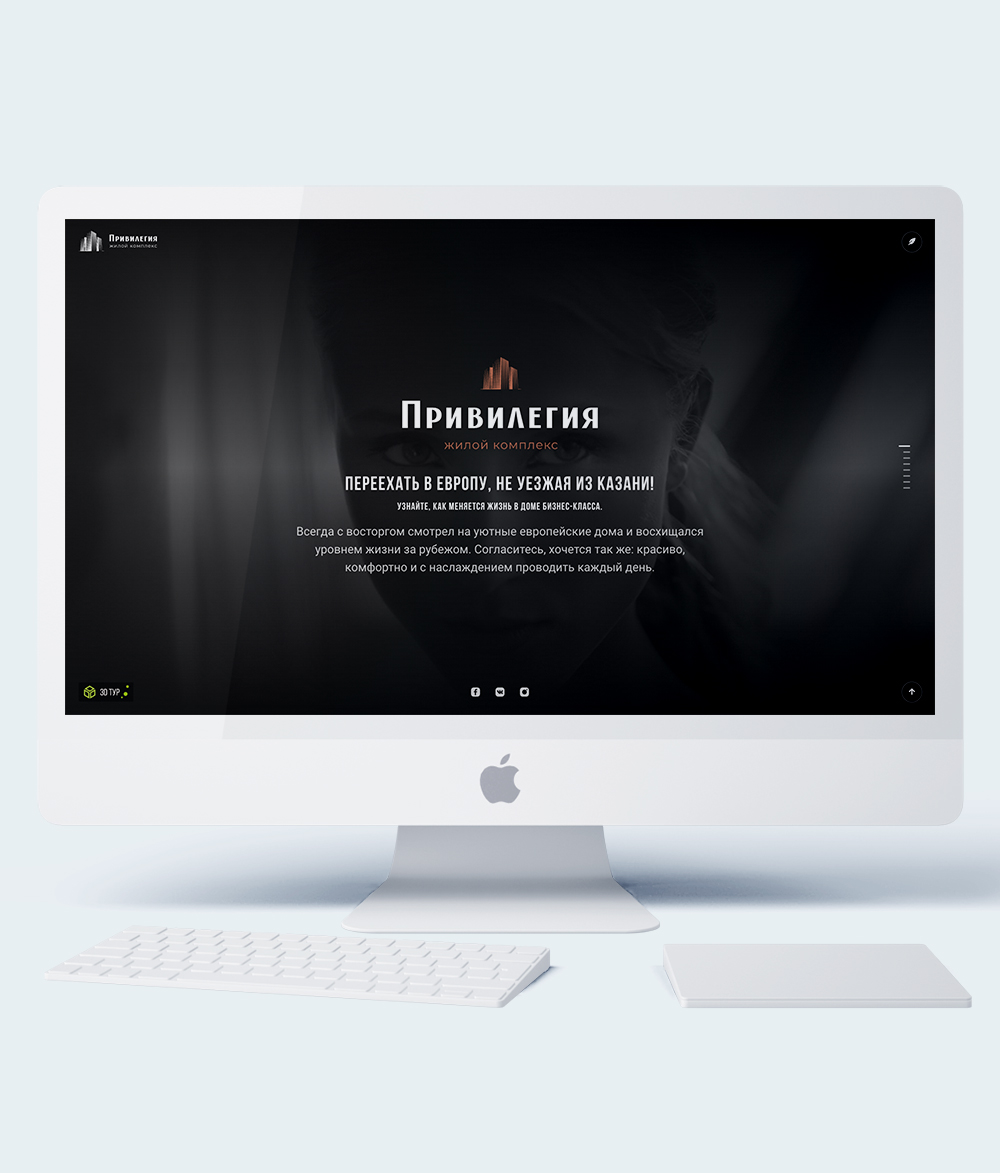 Привилегия
жилой комплекс
Привилегия
жилой комплекс
ПЕРЕЕХАТЬ В ЕВРОПУ, НЕ УЕЗЖАЯ ИЗ КАЗАНИ!
УЗНАЙТЕ, КАК МЕНЯЕТСЯ ЖИЗНЬ В ДОМЕ БИЗНЕС-КЛАССА.
Всегда с восторгом смотрел на уютные европейские дома и восхищался
уровнем жизни за рубежом. Согласитесь, хочется так же: красиво,
комфортно и с наслаждением проводить каждый день.
3D ТУР